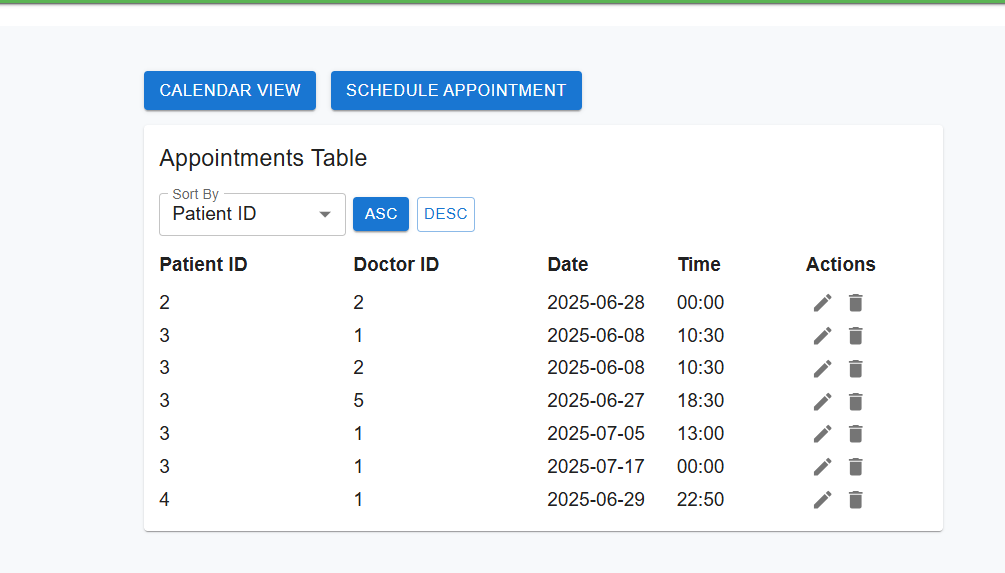 CALENDAR VIEW SCHEDULE APPOINTMENT
Appointments Table
Sort By
Patient ID ASC DESC
Patient ID Doctor ID Date Time Actions
2 2 2025-06-28 00:00
3 1 2025-06-08 10:30
3 2 2025-06-08 10:30
3 5 2025-06-27 18:30
3 1 2025-07-05 13:00
3 1 2025-07-17 00:00
4 1 2025-06-29 22:50